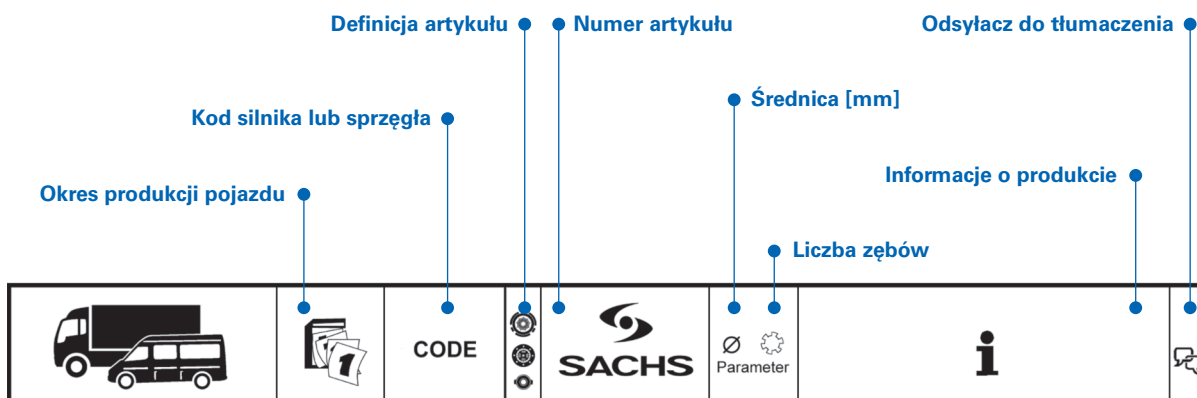 Definicja artykułu
Numer artykułu
Odsyłacz do tłumaczenia
Średnica [mm]
Kod silnika lub sprzęgła
Informacje o produkcie
Okres produkcji pojazdu
Liczba zębów
1
CODE
SACHS
Ø
Parameter
i